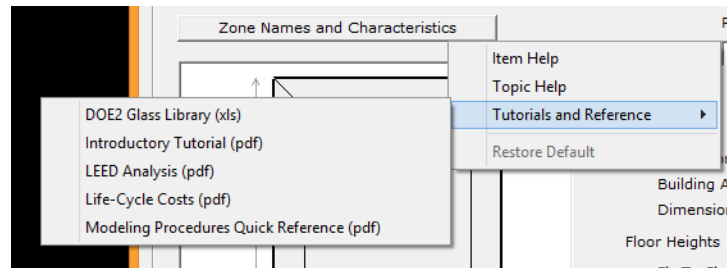 Zone Names and Characteristics
Item Help
Topic Help
Tutorials and Reference
Restore Default
DOE2 Glass Library (xls)
Introductory Tutorial (pdf)
LEED Analysis (pdf)
Life-Cycle Costs (pdf)
Modeling Procedures Quick Reference (pdf)
Building A
Dimension
Floor Heights